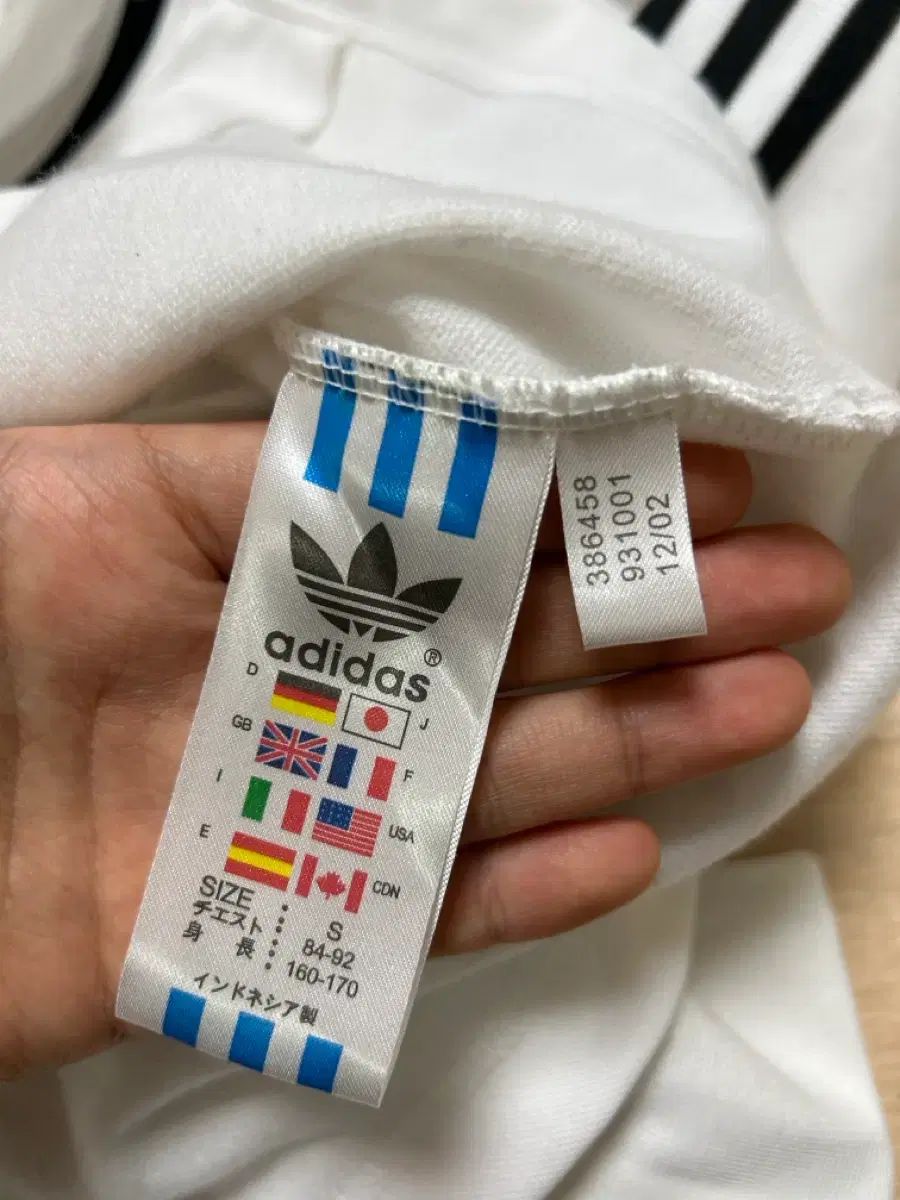 adidas®
D
J
GB
F
I
USA
E
CDN
SIZE S
チエスト 84-92
身 長 160-170
インドネシア製
386458
931001
12/02